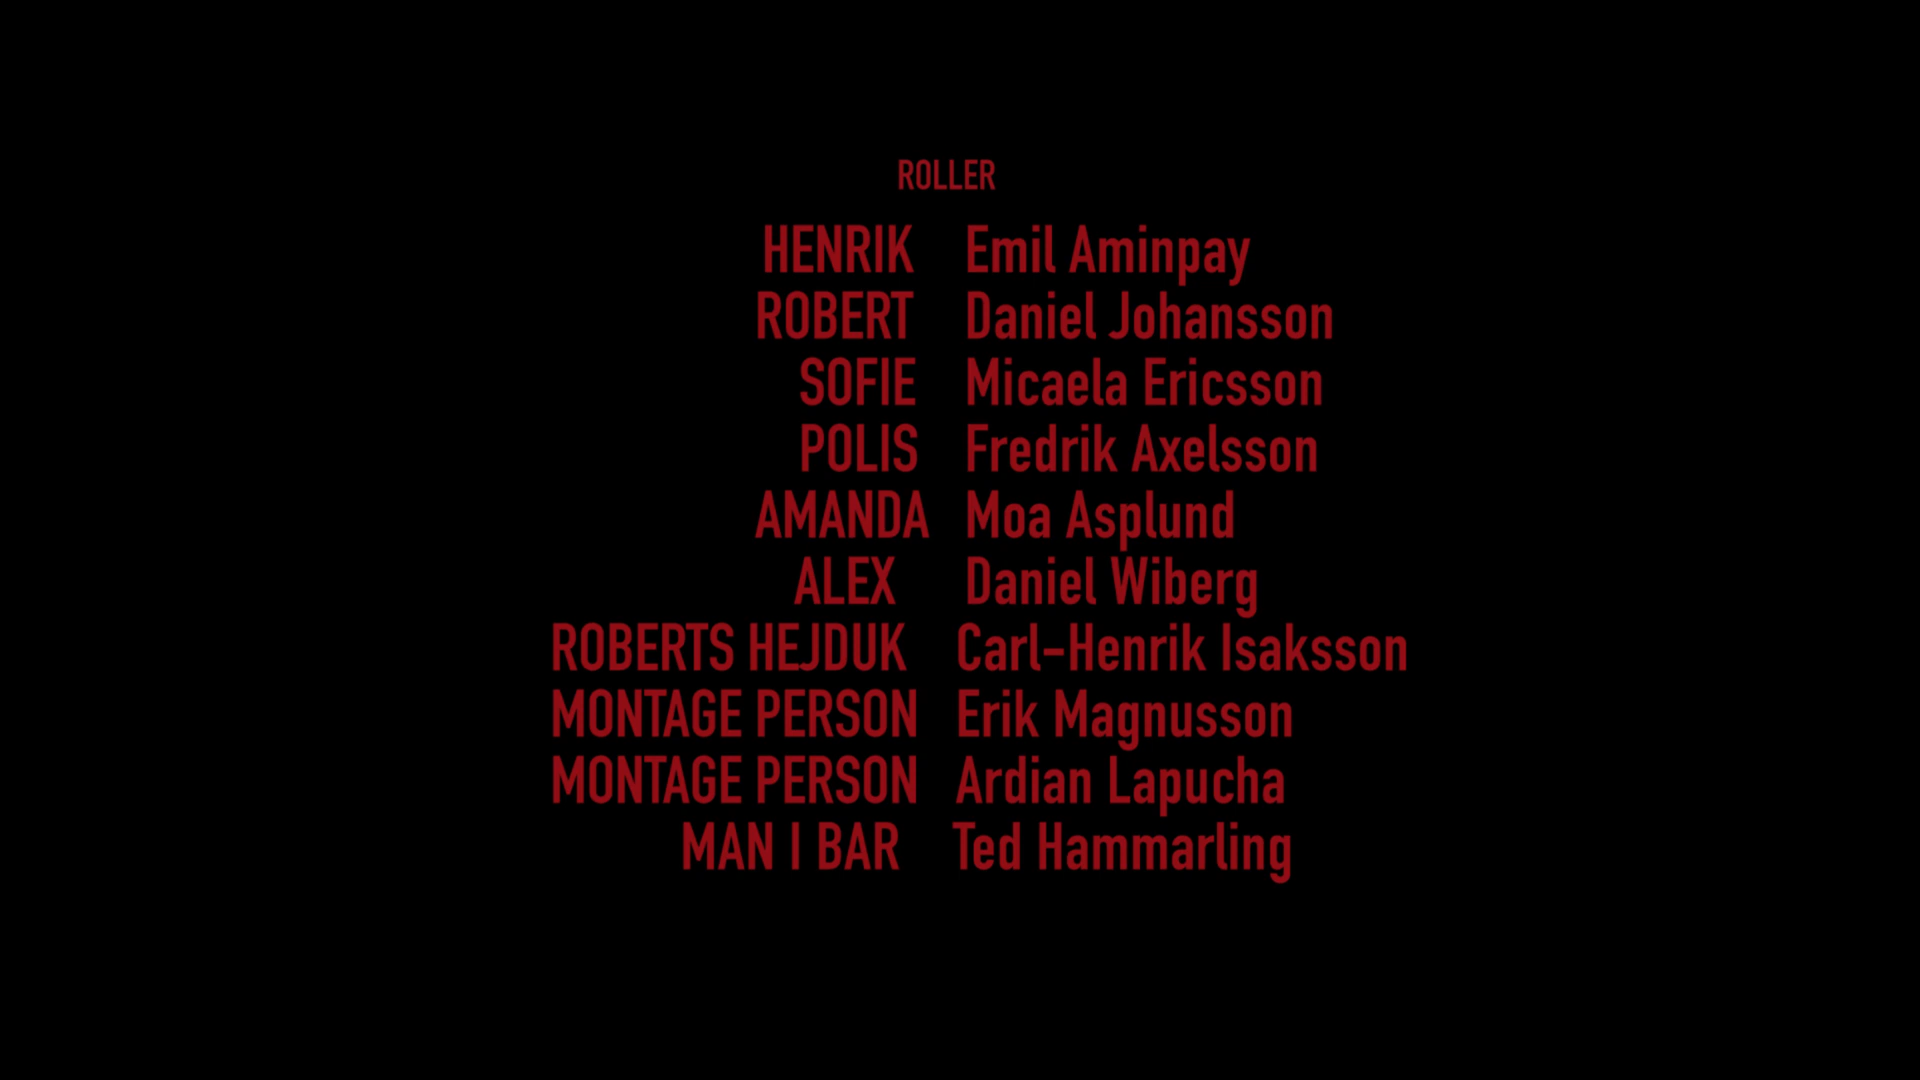 ROLLER
HENRIK Emil Aminpay
ROBERT Daniel Johansson
SOFIE Micaela Ericsson
POLIS Fredrik Axelsson
AMANDA Moa Asplund
ALEX Daniel Wiberg
ROBERTS HEJDUK Carl-Henrik Isaksson
MONTAGE PERSON Erik Magnusson
MONTAGE PERSON Ardian Lapucha
MAN I BAR Ted Hammarling